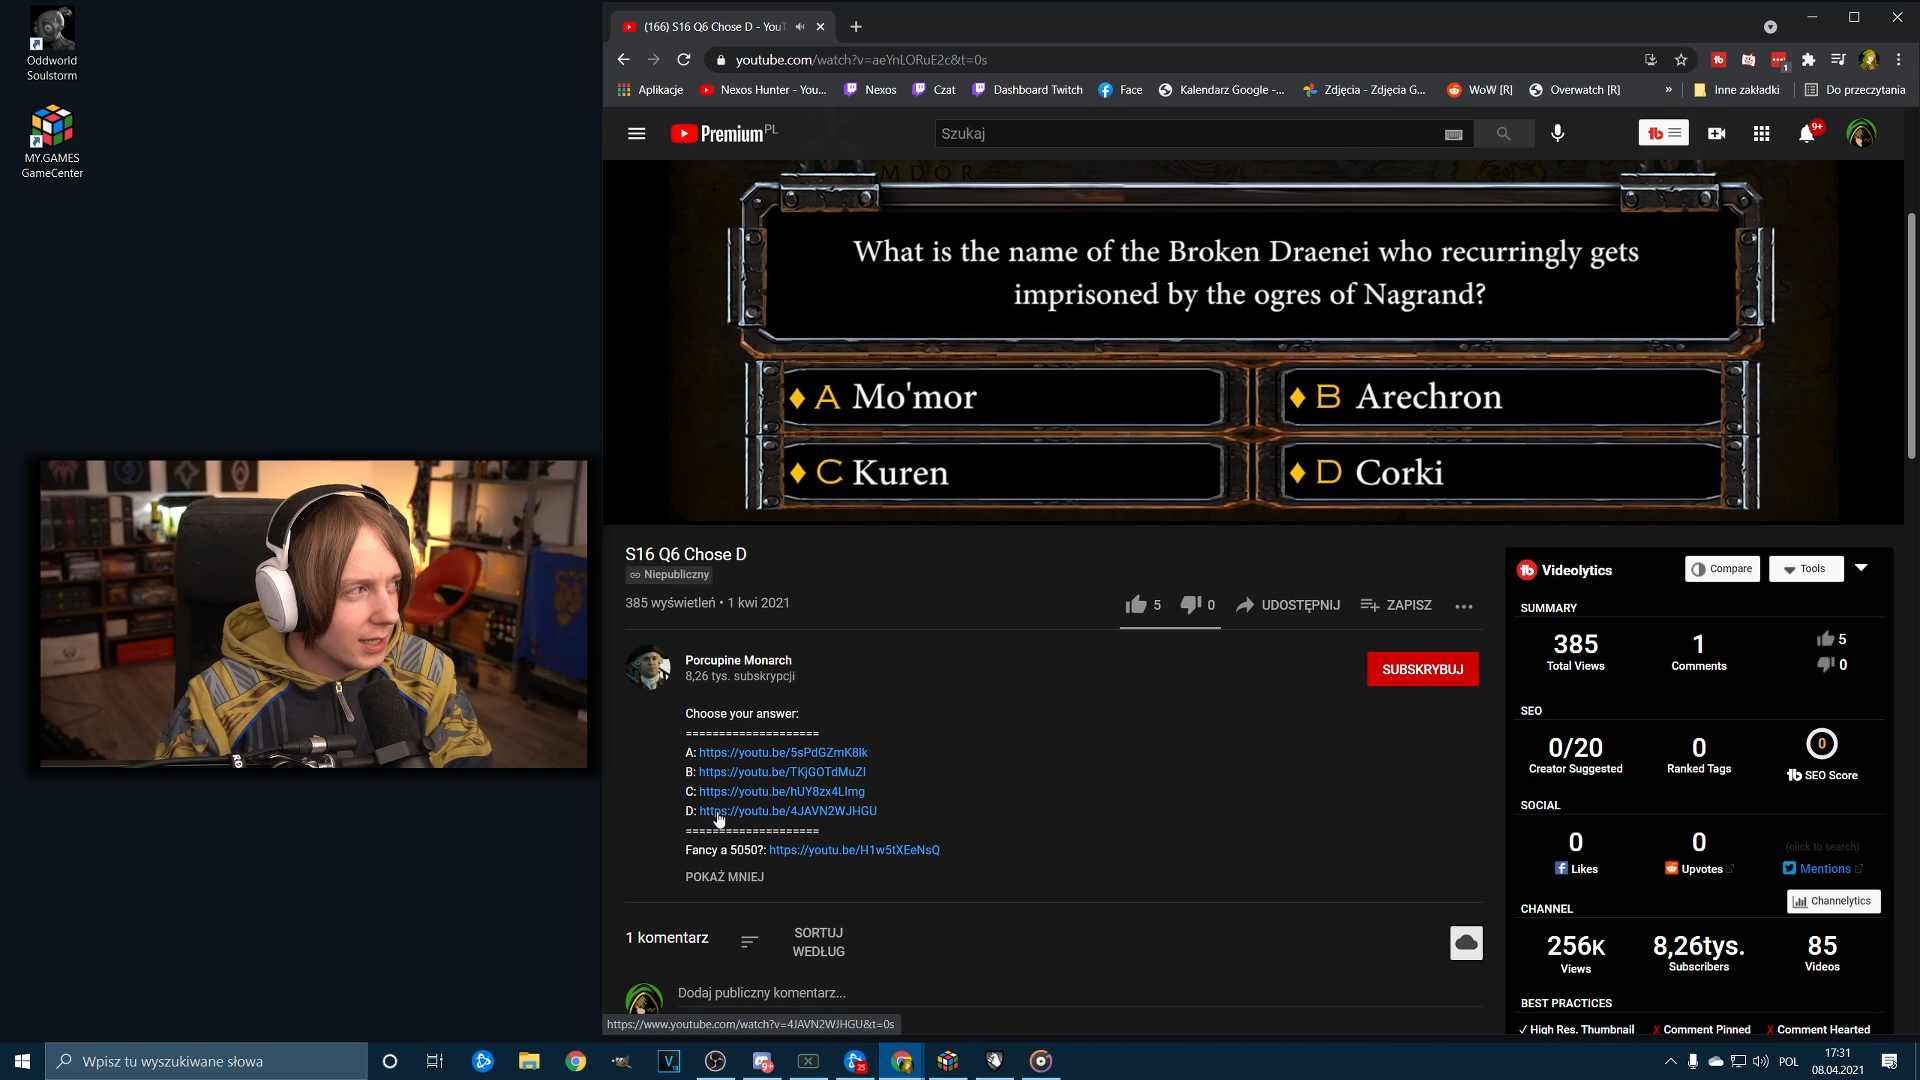 Oddworld
Soulstorm
MY.GAMES
GameCenter
(166) S16 Q6 Chose D - You
youtube.com/watch?v=aeYnLORuE2c&t=0s
Aplikacje
Nexos Hunter - You...
Nexos
Czat
Dashboard Twitch
Face
Kalendarz Google -...
Zdjęcia - Zdjęcia G...
WoW [R]
Overwatch [R]
»
Inne zakładki
Do przeczytania
Premium PL
Szukaj
9+
What is the name of the Broken Draenei who recurringly gets
imprisoned by the ogres of Nagrand?
A Mo'mor
B Arechron
C Kuren
D Corki
S16 Q6 Chose D
Niepubliczny
385 wyświetleń • 1 kwi 2021
5
0
UDOSTĘPNIJ
ZAPISZ
Porcupine Monarch
8,26 tys. subskrypcji
SUBSKRYBUJ
Choose your answer:
====================
A: https://youtu.be/5sPdGZmK8lk
B: https://youtu.be/TKjGOTdMuZI
C: https://youtu.be/hUY8zx4LImg
D: https://youtu.be/4JAVN2WJHGU
====================
Fancy a 5050?: https://youtu.be/H1w5tXEeNsQ
POKAŻ MNIEJ
1 komentarz
SORTUJ
WEDŁUG
Dodaj publiczny komentarz...
https://www.youtube.com/watch?v=4JAVN2WJHGU&t=0s
Videolytics
Compare
Tools
SUMMARY
385
Total Views
1
Comments
5
0
SEO
0/20
Creator Suggested
0
Ranked Tags
0
SEO Score
SOCIAL
0
Likes
0
Upvotes
(click to search)
Mentions
CHANNEL
Channelytics
256K
Views
8,26tys.
Subscribers
85
Videos
BEST PRACTICES
✓ High Res. Thumbnail
✗ Comment Pinned
✗ Comment Hearted
Wpisz tu wyszukiwane słowa
9+
25
POL
17:31
08.04.2021